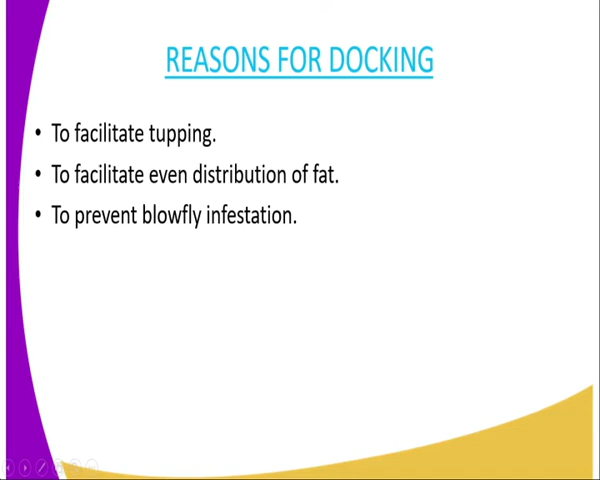 REASONS FOR DOCKING
• To facilitate tupping.
• To facilitate even distribution of fat.
• To prevent blowfly infestation.